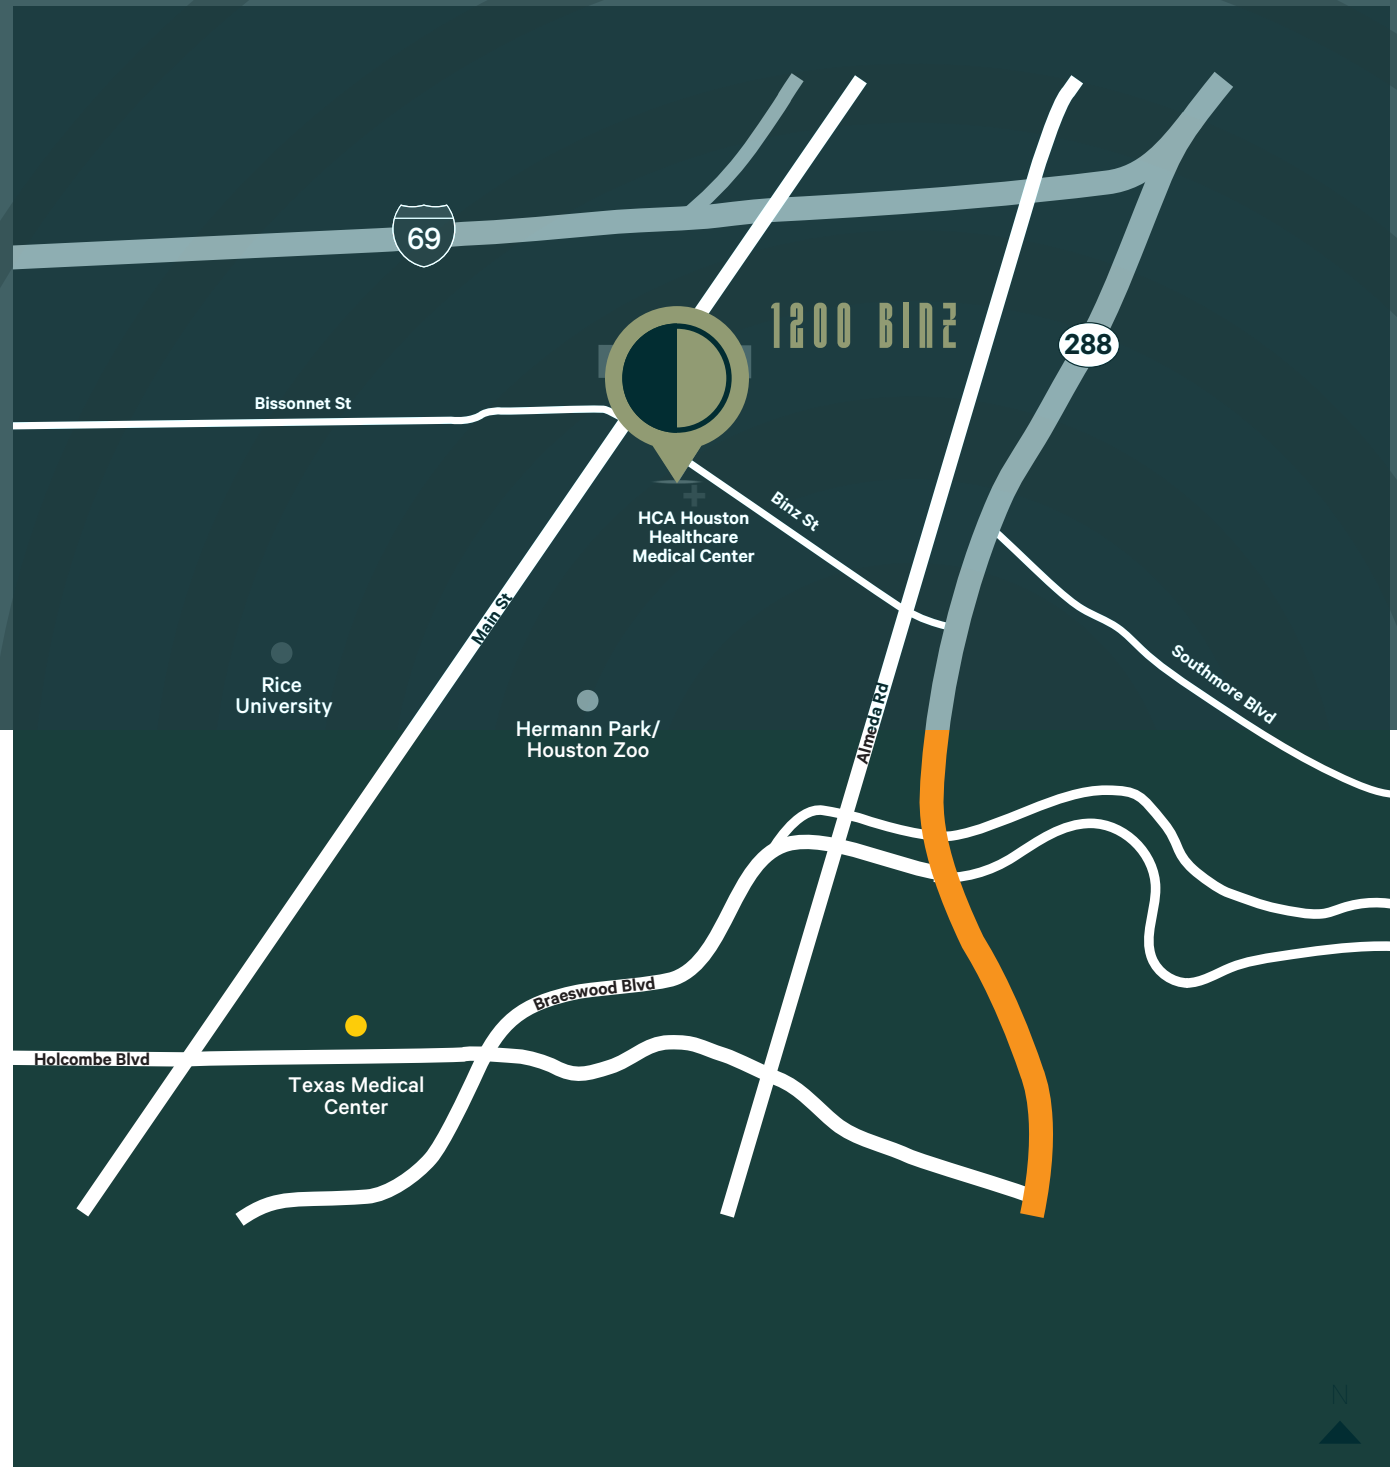 69
1200 BINZ
288
Bissonnet St
Binz St
HCA Houston
Healthcare
Medical Center
Main St
Southmore Blvd
Rice
University
Almeda Rd
Hermann Park/
Houston Zoo
Braeswood Blvd
Holcombe Blvd
Texas Medical
Center
N